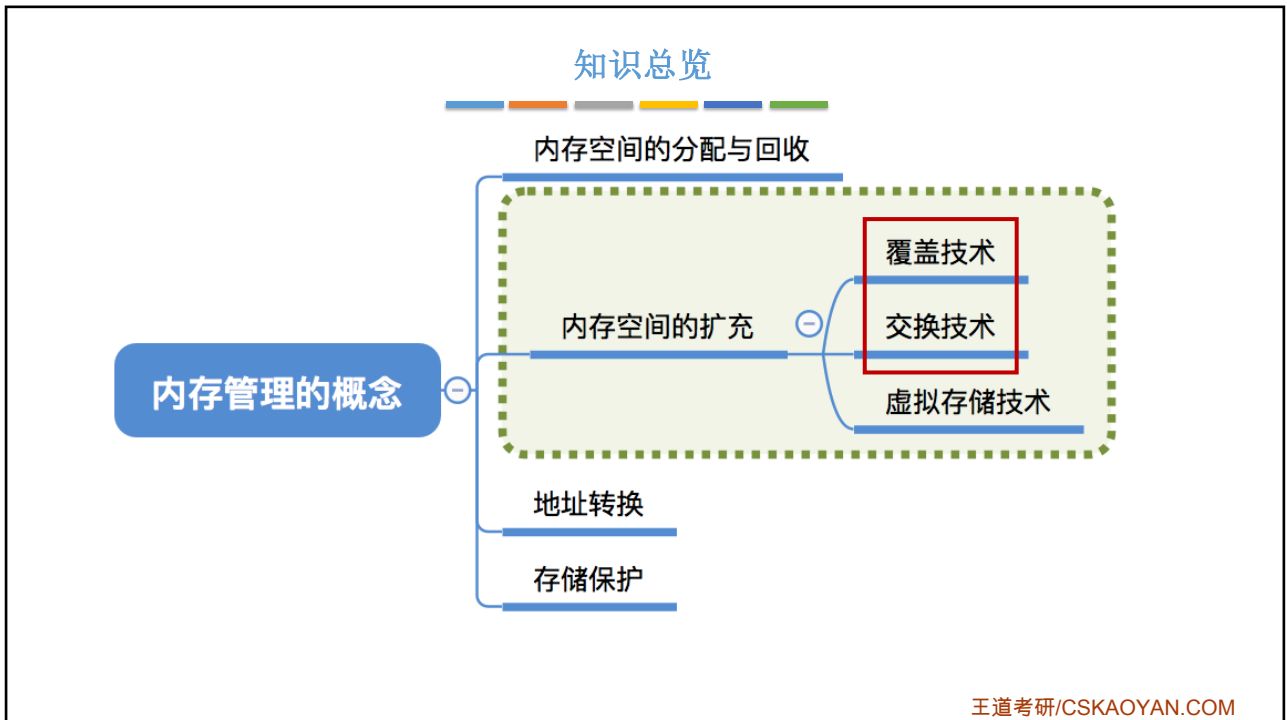 知识总览
内存空间的分配与回收
覆盖技术
内存空间的扩充
交换技术
内存管理的概念
虚拟存储技术
地址转换
存储保护
王道考研/CSKAOYAN.COM